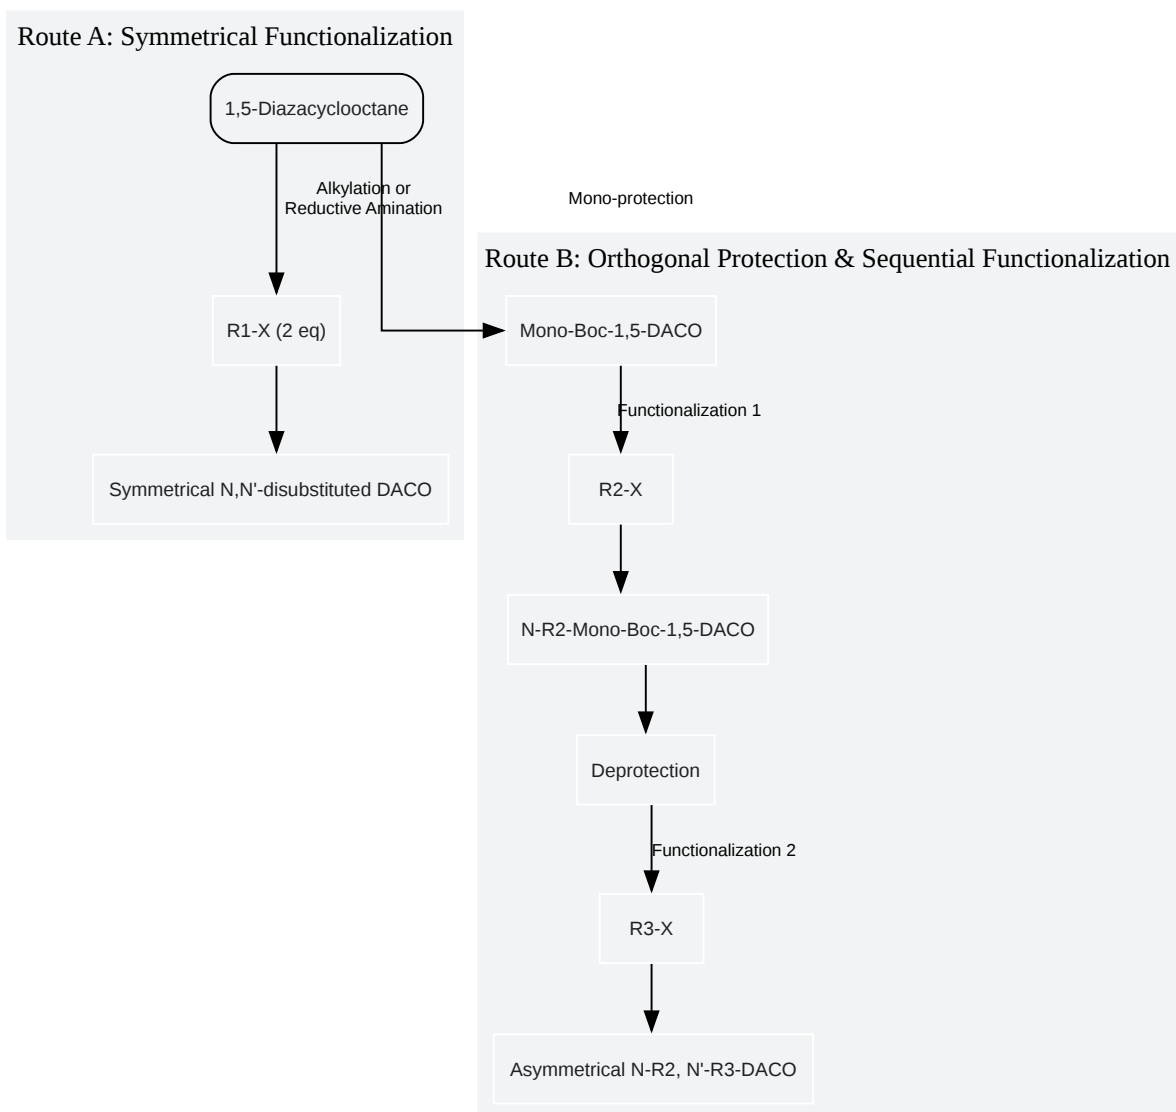 Route A: Symmetrical Functionalization
1,5-Diazacyclooctane
Alkylation or
Reductive Amination
Mono-protection
R1-X (2 eq)
Symmetrical N,N'-disubstituted DACO
Route B: Orthogonal Protection & Sequential Functionalization
Mono-Boc-1,5-DACO
Functionalization 1
R2-X
N-R2-Mono-Boc-1,5-DACO
Deprotection
Functionalization 2
R3-X
Asymmetrical N-R2, N'-R3-DACO